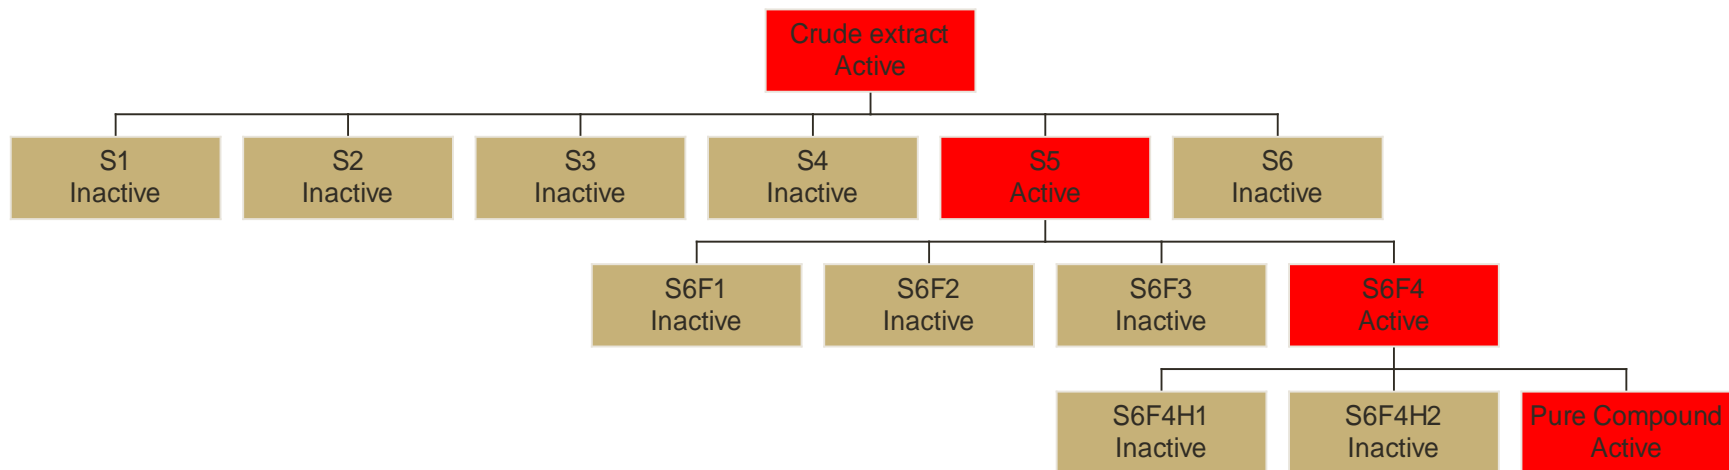 Crude extract
Active
S1
Inactive
S2
Inactive
S3
Inactive
S4
Inactive
S5
Active
S6
Inactive
S6F1
Inactive
S6F2
Inactive
S6F3
Inactive
S6F4
Active
S6F4H1
Inactive
S6F4H2
Inactive
Pure Compound
Active